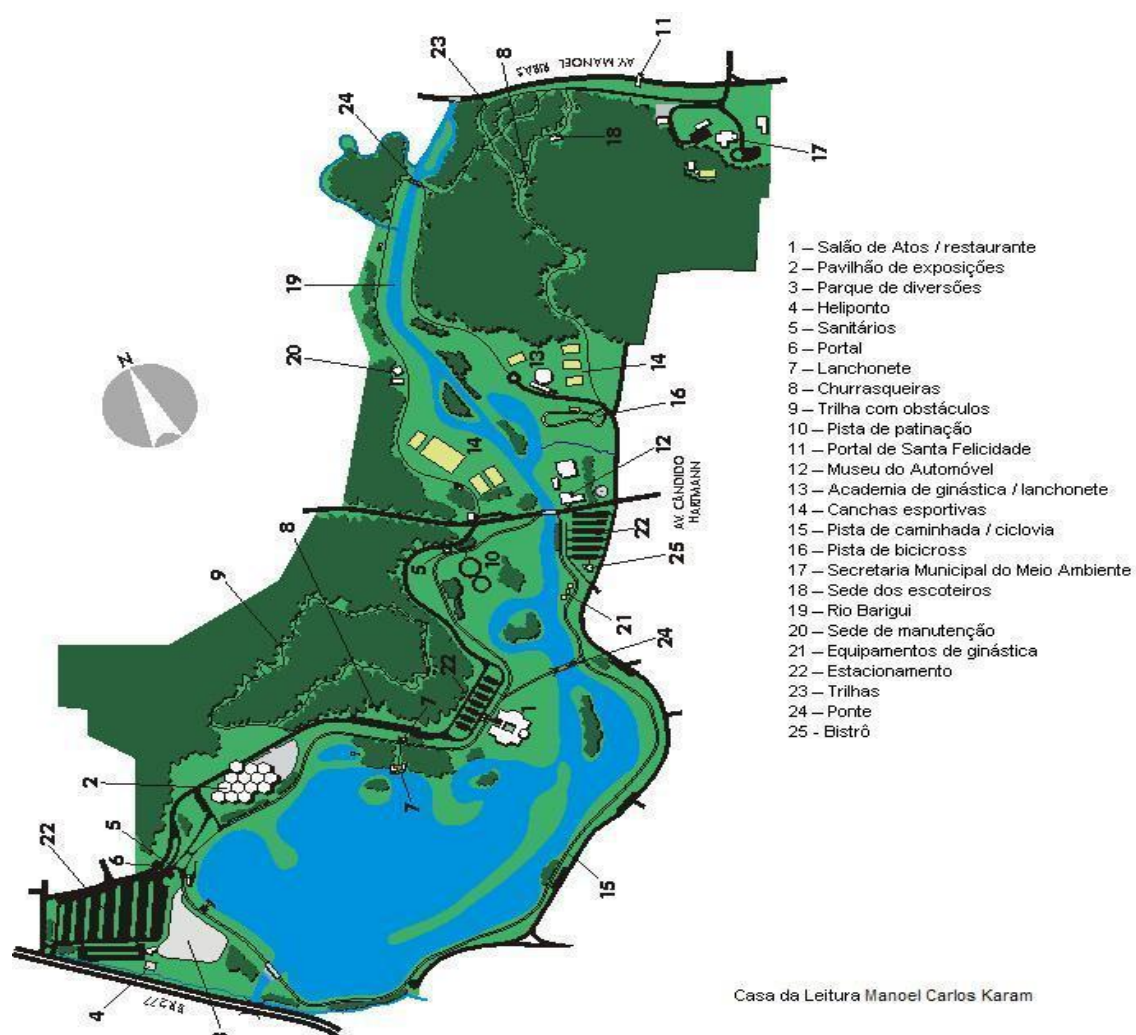 11
8
23
AV. MANOEL RIBAS
24
18
17
19
20
13
14
16
14
12
N
AV. CÂNDIDO
HARTMANN
22
8
5
10
25
9
21
24
22
7
1
2
7
5
22
6
15
BR277
4
3
1 – Salão de Atos / restaurante
2 – Pavilhão de exposições
3 – Parque de diversões
4 – Heliponto
5 – Sanitários
6 – Portal
7 – Lanchonete
8 – Churrasqueiras
9 – Trilha com obstáculos
10 – Pista de patinação
11 – Portal de Santa Felicidade
12 – Museu do Automóvel
13 – Academia de ginástica / lanchonete
14 – Canchas esportivas
15 – Pista de caminhada / ciclovia
16 – Pista de bicicross
17 – Secretaria Municipal do Meio Ambiente
18 – Sede dos escoteiros
19 – Rio Barigui
20 – Sede de manutenção
21 – Equipamentos de ginástica
22 – Estacionamento
23 – Trilhas
24 – Ponte
25 - Bistrô
Casa da Leitura Manoel Carlos Karam